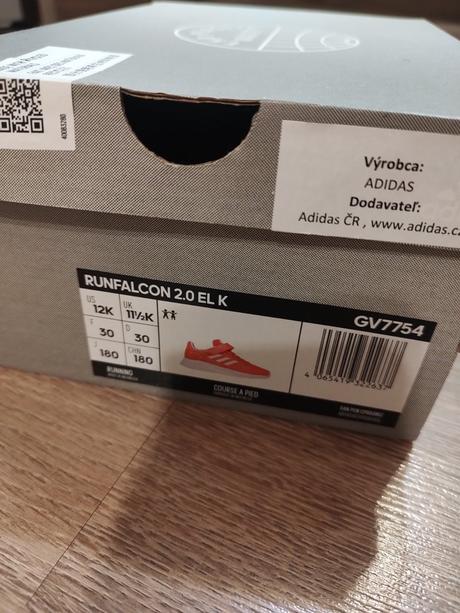 40083280
Výrobca:
ADIDAS
Dodavateľ:
Adidas ČR , www.adidas.cz
RUNFALCON 2.0 EL K
GV7754
US UK
12K 11½K
F D
30 30
J CHN
180 180
RUNNING
COURSE A PIED